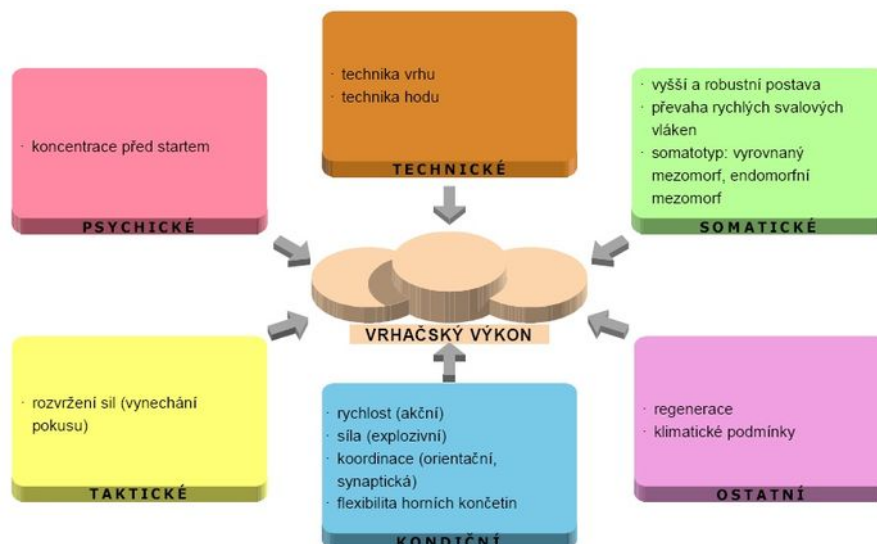 · technika vrhu
· technika hodu
TECHNICKÉ
· koncentrace před startem
PSYCHICKÉ
· vyšší a robustní postava
· převaha rychlých svalových
vláken
· somatotyp: vyrovnaný
mezomorf, endomorfní
mezomorf
SOMATICKÉ
VRHAČSKÝ VÝKON
· rozvržení sil (vynechání
pokusu)
TAKTICKÉ
· rychlost (akční)
· síla (explozivní)
· koordinace (orientační,
synaptická)
· flexibilita horních končetin
KONDIČNÍ
· regenerace
· klimatické podmínky
OSTATNÍ